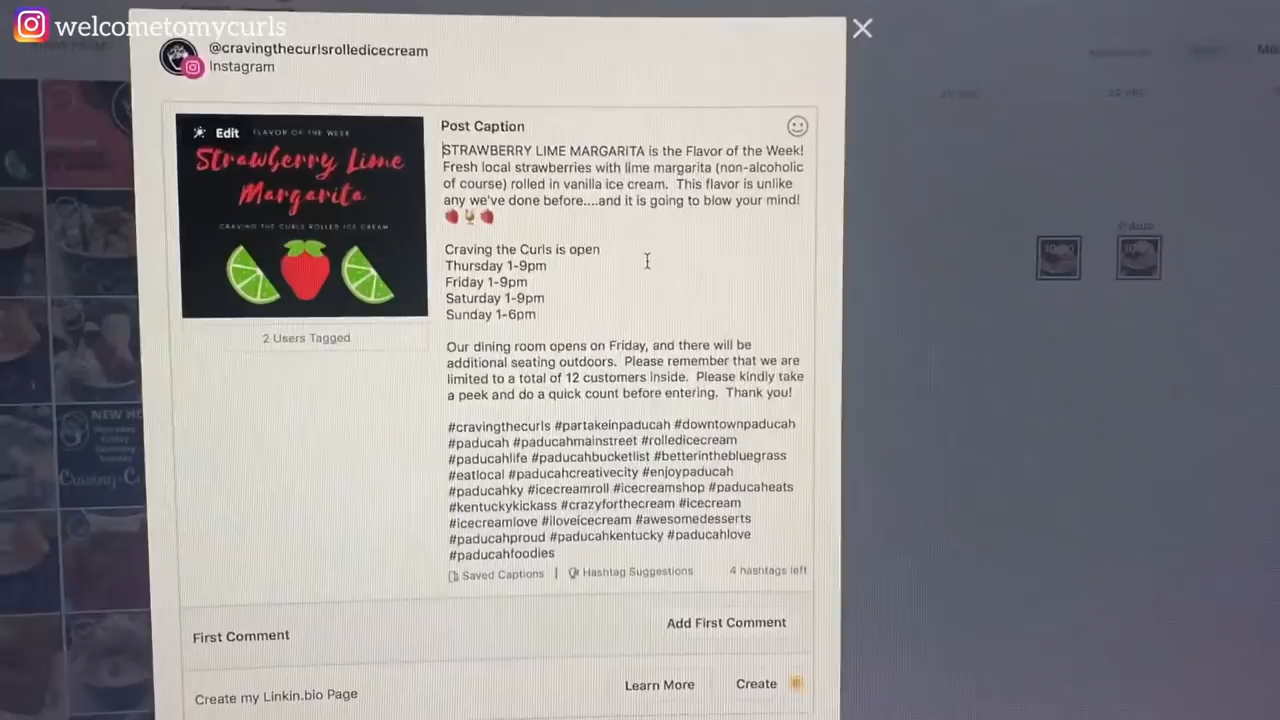 welcometomycurls
@cravingthecurlsrolledicecream
Instagram
Edit
FLAVOR OF THE WEEK
Strawberry Lime
Margarita
CRAVING THE CURLS ROLLED ICE CREAM
2 Users Tagged
Post Caption
STRAWBERRY LIME MARGARITA is the Flavor of the Week!
Fresh local strawberries with lime margarita (non-alcoholic
of course) rolled in vanilla ice cream. This flavor is unlike
any we've done before....and it is going to blow your mind!
🍓🍹🍓
Craving the Curls is open
Thursday 1-9pm
Friday 1-9pm
Saturday 1-9pm
Sunday 1-6pm
Our dining room opens on Friday, and there will be
additional seating outdoors. Please remember that we are
limited to a total of 12 customers inside. Please kindly take
a peek and do a quick count before entering. Thank you!
#cravingthecurls #partakeinpaducah #downtownpaducah
#paducah #paducahmainstreet #rolledicecream
#paducahlife #paducahbucketlist #betterinthebluegrass
#eatlocal #paducahcreativecity #enjoypaducah
#paducahky #icecreamroll #icecreamshop #paducaheats
#kentuckykickass #crazyforthecream #icecream
#icecreamlove #iloveicecream #awesomedesserts
#paducahproud #paducahkentucky #paducahlove
#paducahfoodies
Saved Captions | Hashtag Suggestions 4 hashtags left
First Comment Add First Comment
Create my Linkin.bio Page Learn More Create
NEW HO